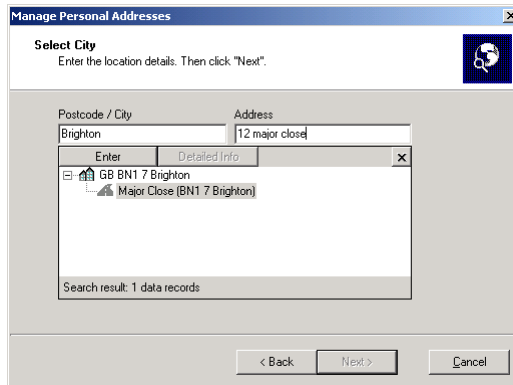 Manage Personal Addresses
Select City
Enter the location details. Then click "Next".
Postcode / City Address
Brighton 12 major close
Enter Detailed Info
GB BN1 7 Brighton
Major Close (BN1 7 Brighton)
Search result: 1 data records
< Back Next > Cancel